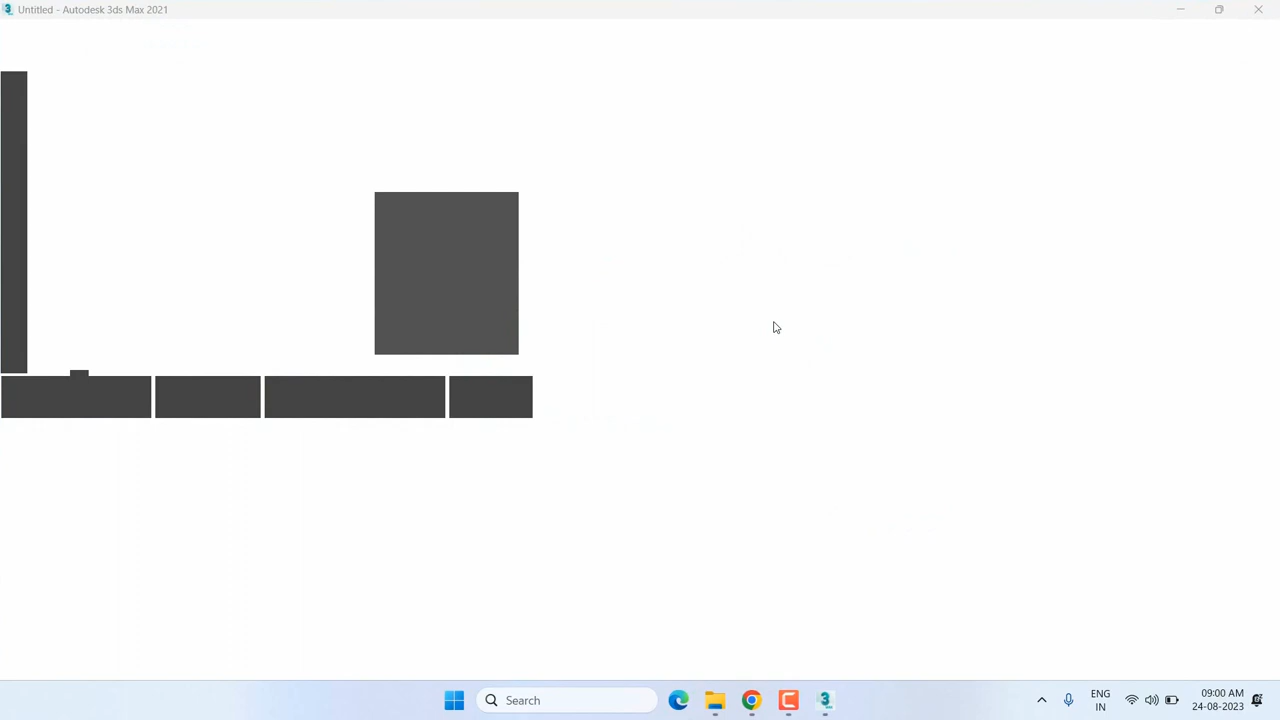 Untitled - Autodesk 3ds Max 2021
Search
ENG
IN
09:00 AM
24-08-2023